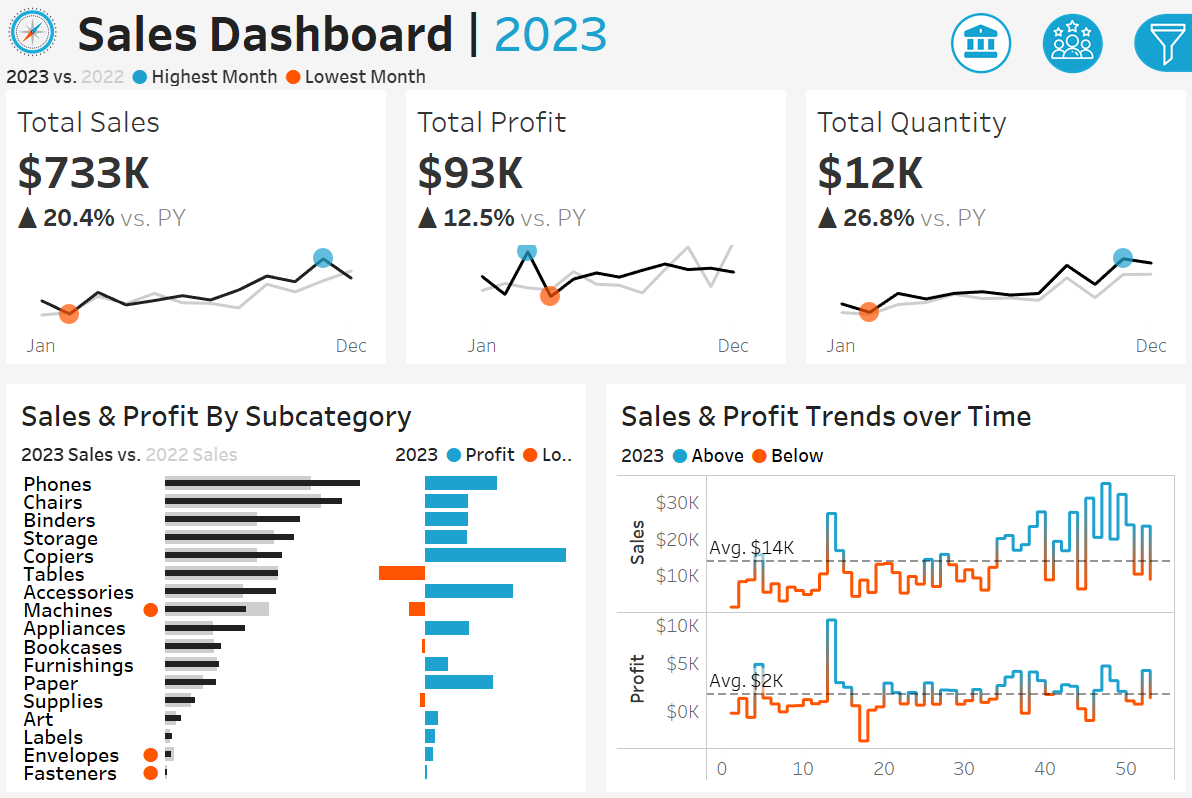 Sales Dashboard | 2023
2023 vs. 2022 Highest Month Lowest Month
Total Sales
$733K
▲ 20.4% vs. PY
Jan Dec
Total Profit
$93K
▲ 12.5% vs. PY
Jan Dec
Total Quantity
$12K
▲ 26.8% vs. PY
Jan Dec
Sales & Profit By Subcategory
2023 Sales vs. 2022 Sales
2023 Profit Lo..
Phones
Chairs
Binders
Storage
Copiers
Tables
Accessories
Machines
Appliances
Bookcases
Furnishings
Paper
Supplies
Art
Labels
Envelopes
Fasteners
Sales & Profit Trends over Time
2023 Above Below
Sales
$30K
$20K
$10K
Avg. $14K
Profit
$10K
$5K
$0K
Avg. $2K
0 10 20 30 40 50